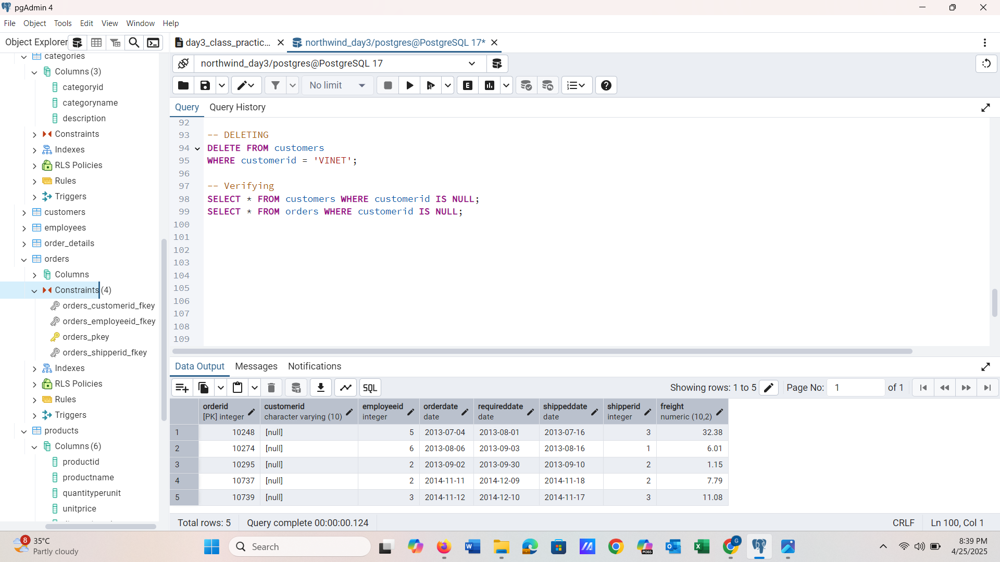 pgAdmin 4
File Object Tools Edit View Window Help
Object Explorer
day3_class_practic...
northwind_day3/postgres@PostgreSQL 17*
categories
Columns (3)
categoryid
categoryname
description
Constraints
Indexes
RLS Policies
Rules
Triggers
customers
employees
order_details
orders
Columns
Constraints (4)
orders_customerid_fkey
orders_employeeid_fkey
orders_pkey
orders_shipperid_fkey
Indexes
RLS Policies
Rules
Triggers
products
Columns (6)
productid
productname
quantityperunit
unitprice
northwind_day3/postgres@PostgreSQL 17
No limit
E
Query Query History
92
93 -- DELETING
94 DELETE FROM customers
95 WHERE customerid = 'VINET';
96
97 -- Verifying
98 SELECT * FROM customers WHERE customerid IS NULL;
99 SELECT * FROM orders WHERE customerid IS NULL;
100
101
102
103
104
105
106
107
108
109
Data Output Messages Notifications
SQL
Showing rows: 1 to 5
Page No: 1 of 1
orderid customerid employeeid orderdate requireddate shippeddate shipperid freight
[PK] integer character varying (10) integer date date date integer numeric (10,2)
1 10248 [null] 5 2013-07-04 2013-08-01 2013-07-16 3 32.38
2 10274 [null] 6 2013-08-06 2013-09-03 2013-08-16 1 6.01
3 10295 [null] 2 2013-09-02 2013-09-30 2013-09-10 2 1.15
4 10737 [null] 2 2014-11-11 2014-12-09 2014-11-18 2 7.79
5 10739 [null] 3 2014-11-12 2014-12-10 2014-11-17 3 11.08
Total rows: 5 Query complete 00:00:00.124 CRLF Ln 100, Col 1
8
35°C
Partly cloudy
Search
M365
G
8:39 PM
4/25/2025